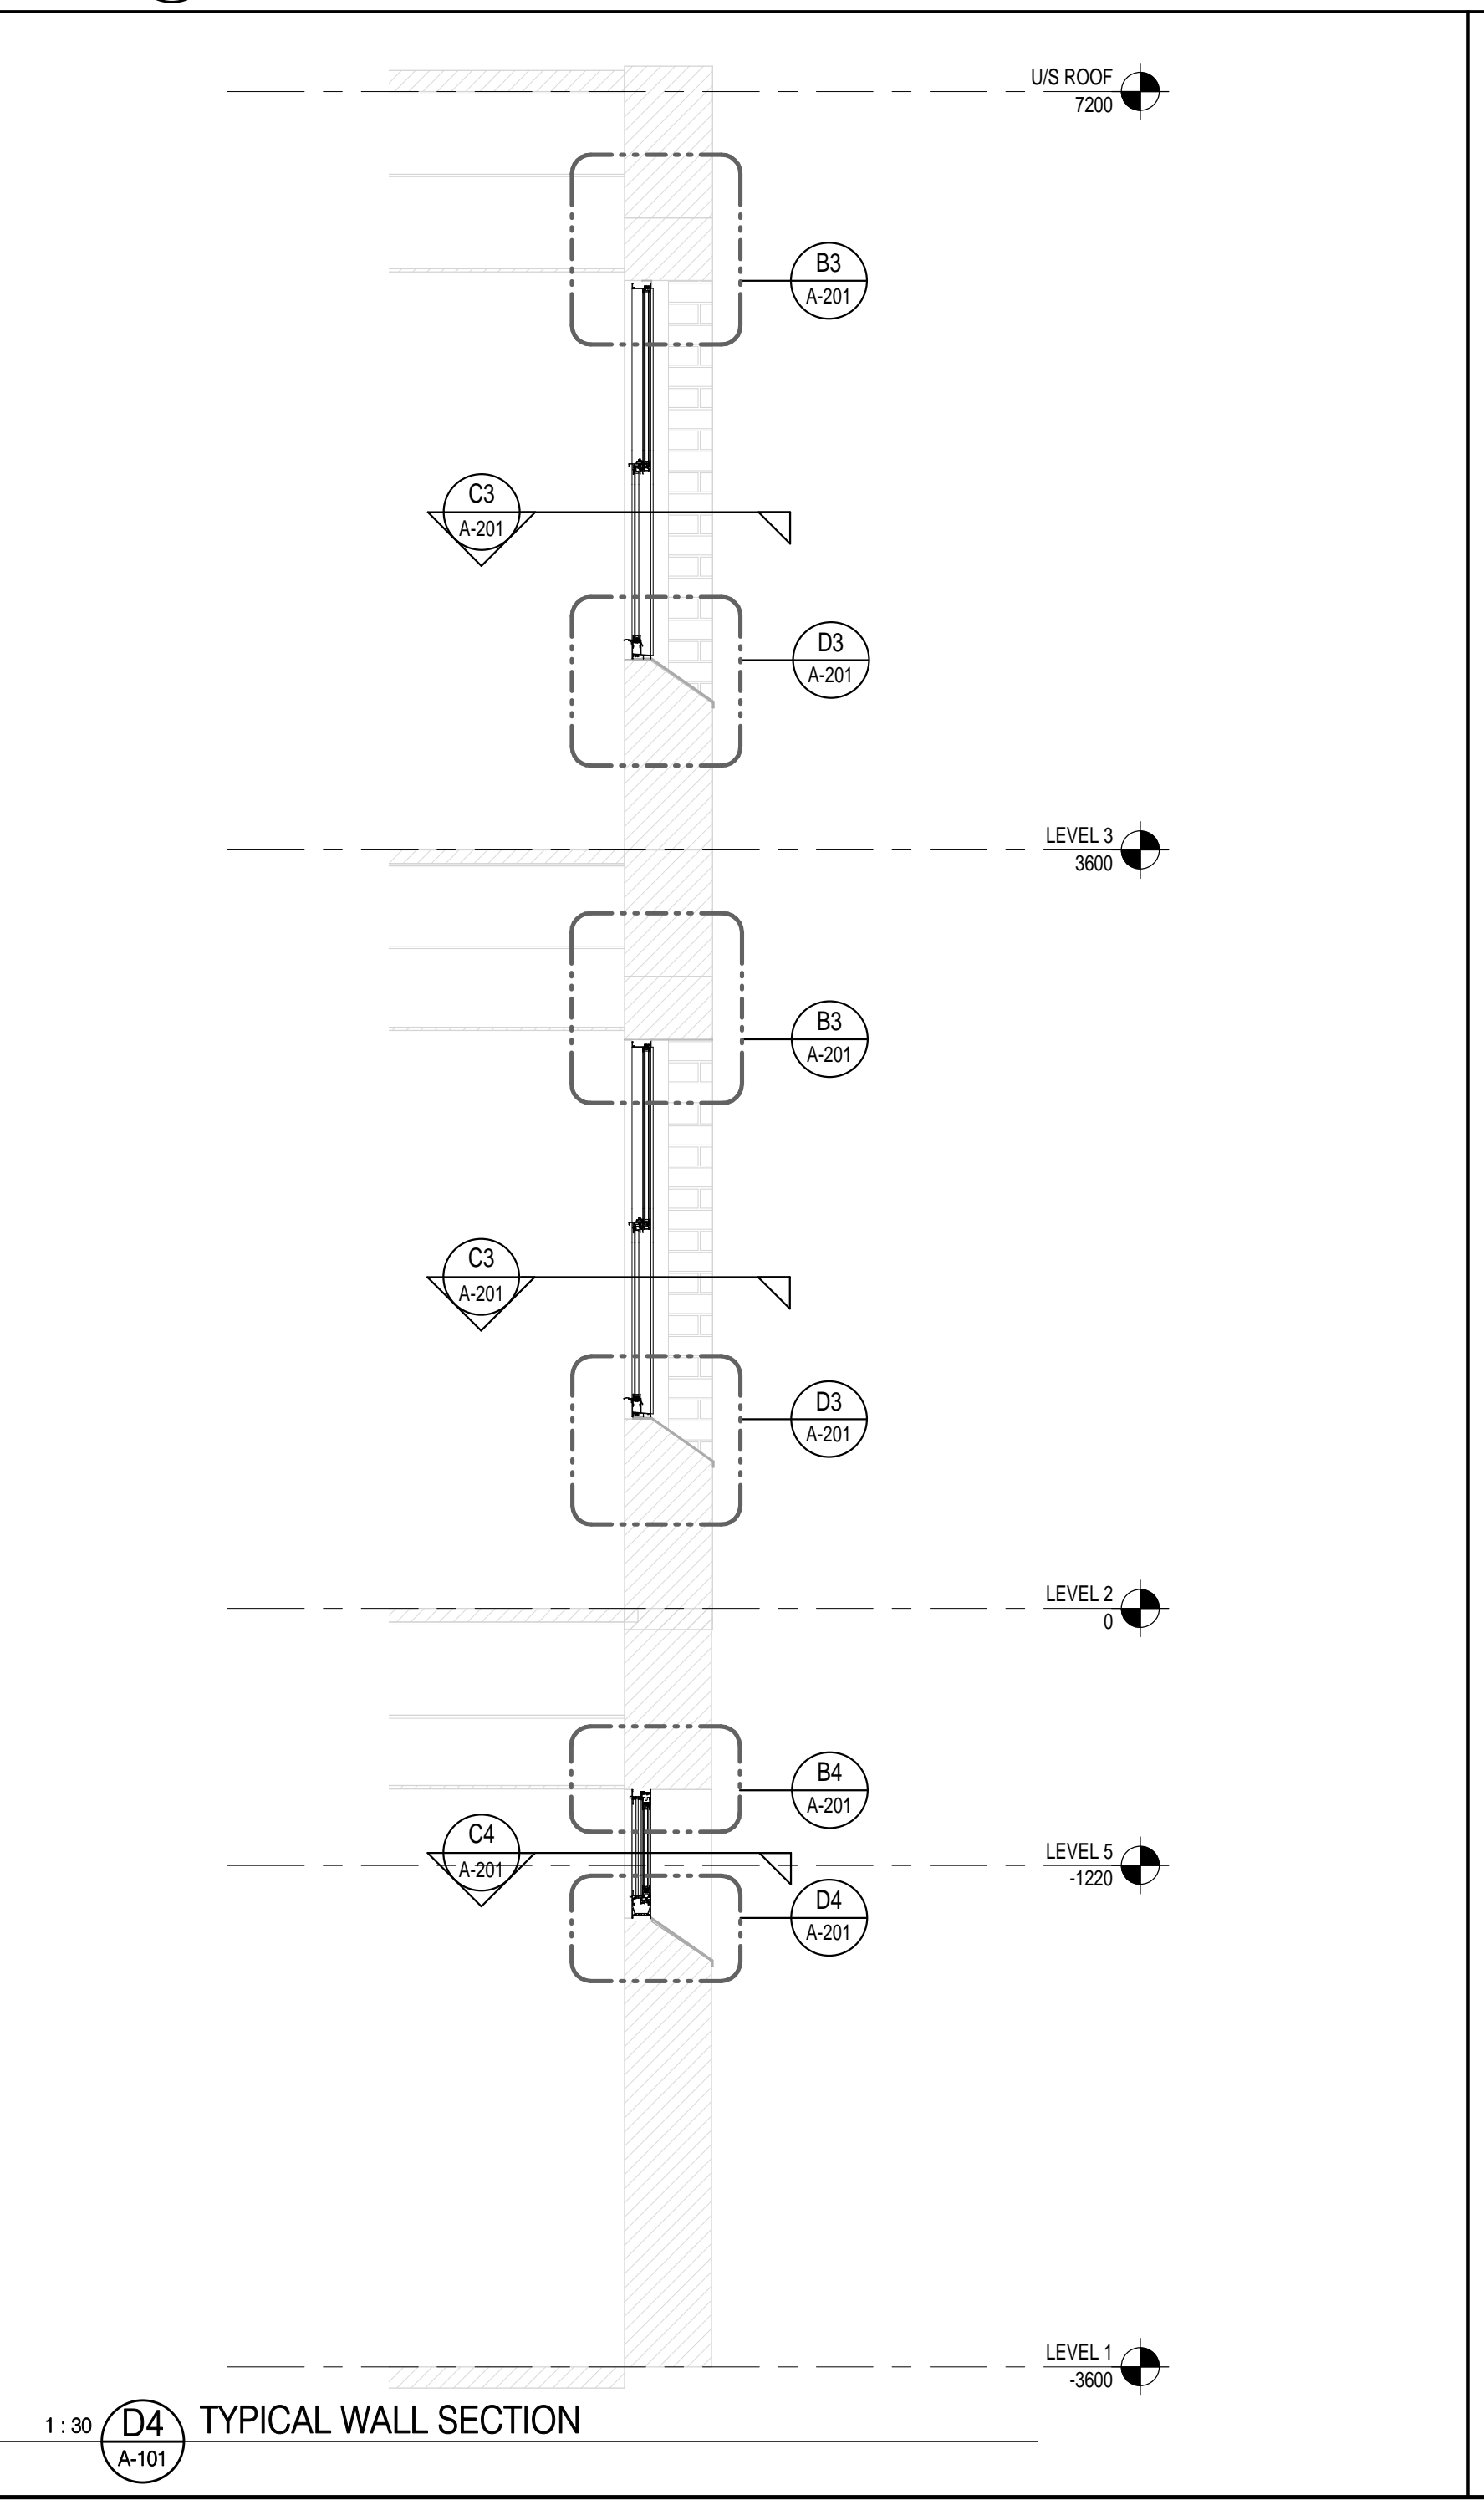 U/S ROOF
7200
B3
A-201
C3
A-201
D3
A-201
LEVEL 3
3600
B3
A-201
C3
A-201
D3
A-201
LEVEL 2
0
B4
A-201
C4
A-201
LEVEL 5
-1220
D4
A-201
LEVEL 1
-3600
1 : 30 D4 TYPICAL WALL SECTION
A-101